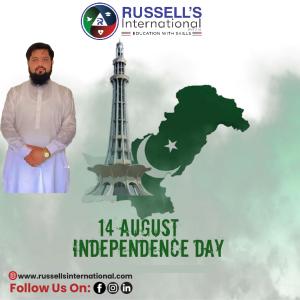 RUSSELL'S
International
EDUCATION WITH SKILLS
14 AUGUST
INDEPENDENCE DAY
www.russellsinternational.com
Follow Us On: